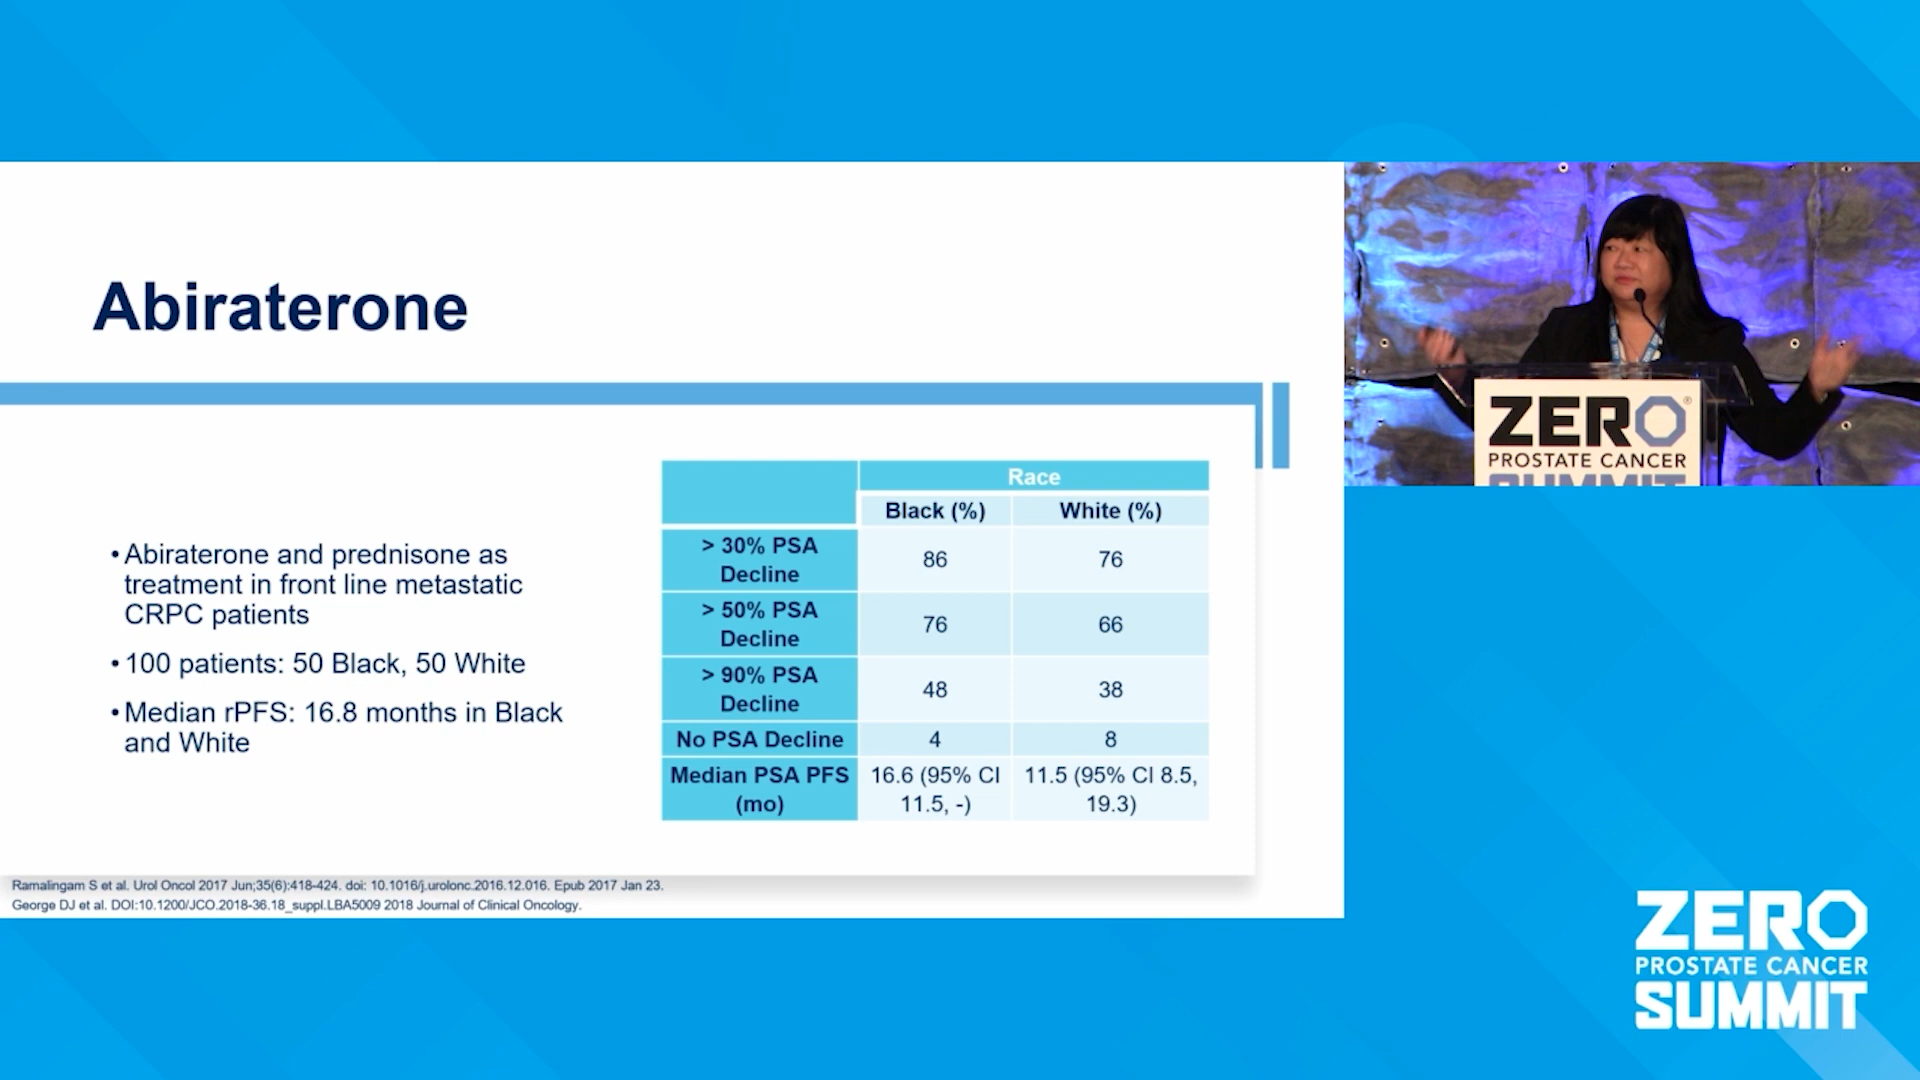 Abiraterone
•Abiraterone and prednisone as
treatment in front line metastatic
CRPC patients
•100 patients: 50 Black, 50 White
•Median rPFS: 16.8 months in Black
and White
Race
Black (%) White (%)
> 30% PSA
Decline
86 76
> 50% PSA
Decline
76 66
> 90% PSA
Decline
48 38
No PSA Decline 4 8
Median PSA PFS
(mo)
16.6 (95% CI
11.5, -)
11.5 (95% CI 8.5,
19.3)
Ramalingam S et al. Urol Oncol 2017 Jun;35(6):418-424. doi: 10.1016/j.urolonc.2016.12.016. Epub 2017 Jan 23.
George DJ et al. DOI:10.1200/JCO.2018-36.18_suppl.LBA5009 2018 Journal of Clinical Oncology.
ZERO®
PROSTATE CANCER
SUMMIT
ZERO
PROSTATE CANCER
SUMMIT